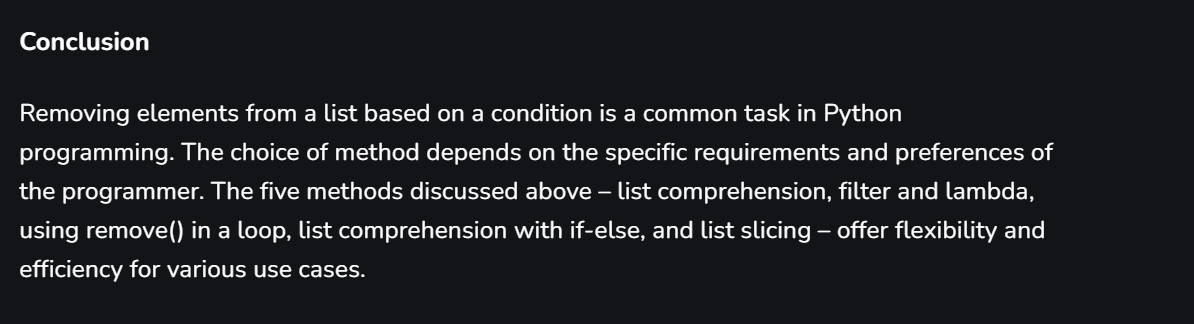 Conclusion
Removing elements from a list based on a condition is a common task in Python
programming. The choice of method depends on the specific requirements and preferences of
the programmer. The five methods discussed above – list comprehension, filter and lambda,
using remove() in a loop, list comprehension with if-else, and list slicing – offer flexibility and
efficiency for various use cases.